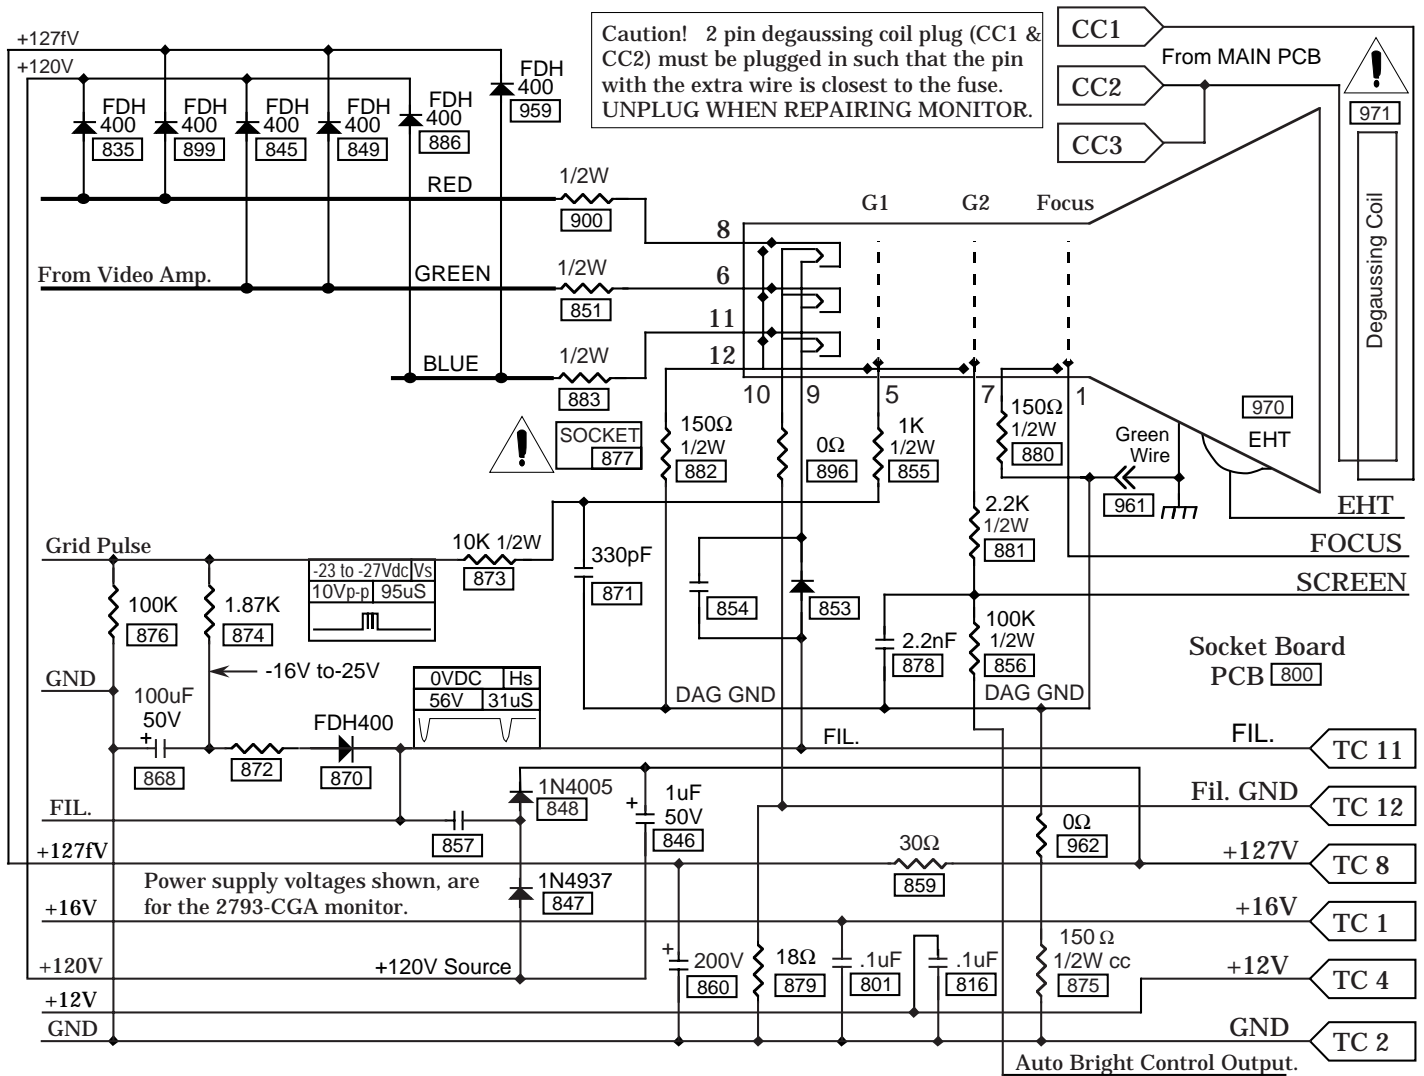 +127fV
+120V
FDH
400
835
FDH
400
899
FDH
400
845
FDH
400
849
FDH
400
886
FDH
400
959
Caution! 2 pin degaussing coil plug (CC1 &
CC2) must be plugged in such that the pin
with the extra wire is closest to the fuse.
UNPLUG WHEN REPAIRING MONITOR.
CC1
CC2
CC3
From MAIN PCB
!
971
Degaussing Coil
RED
1/2W
900
From Video Amp.
GREEN
1/2W
851
BLUE
1/2W
883
8
6
11
12
G1
G2
Focus
10
9
5
7
1
!
SOCKET
877
150Ω
1/2W
882
0Ω
896
1K
1/2W
855
150Ω
1/2W
880
Green
Wire
961
970
EHT
EHT
FOCUS
SCREEN
2.2K
1/2W
881
Grid Pulse
10K 1/2W
873
330pF
871
854
853
100K
876
1.87K
874
-23 to -27Vdc Vs
10Vp-p 95uS
2.2nF
878
100K
1/2W
856
Socket Board
PCB 800
GND
-16V to-25V
0VDC Hs
56V 31uS
DAG GND
DAG GND
100uF
50V
+
868
872
FDH400
870
FIL.
FIL.
TC 11
FIL.
857
1N4005
848
+
1uF
50V
846
Fil. GND
TC 12
0Ω
962
+127fV
30Ω
859
+127V
TC 8
Power supply voltages shown, are
for the 2793-CGA monitor.
1N4937
847
+16V
+16V
TC 1
+120V
+120V Source
+
200V
860
18Ω
879
.1uF
801
.1uF
816
150 Ω
1/2W cc
875
+12V
TC 4
+12V
GND
GND
TC 2
Auto Bright Control Output.